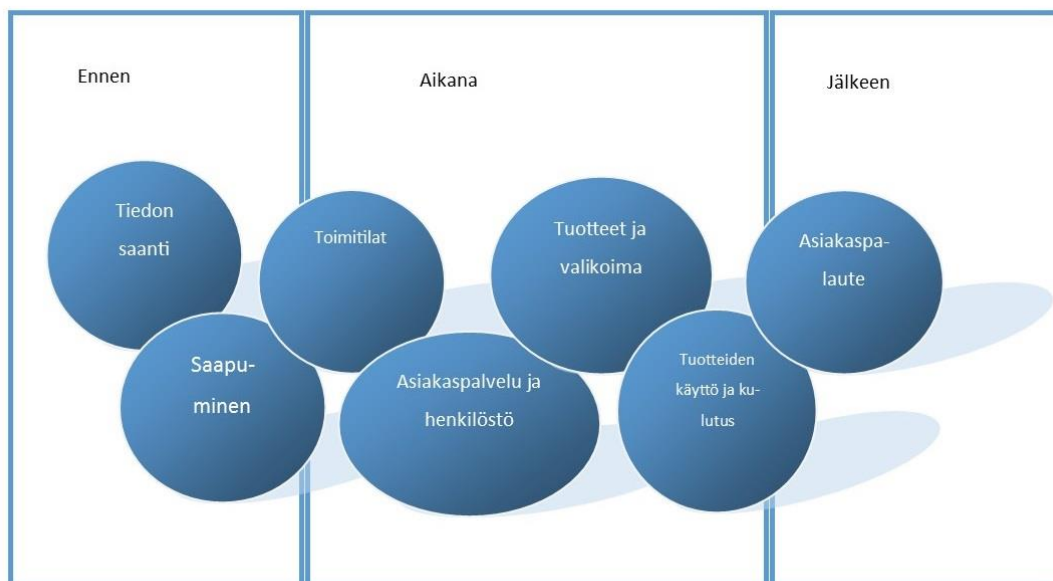 Ennen
Aikana
Jälkeen
Tiedon
saanti
Saapu-
minen
Toimitilat
Asiakaspalvelu ja
henkilöstö
Tuotteet ja
valikoima
Tuotteiden
käyttö ja ku-
lutus
Asiakaspa-
laute